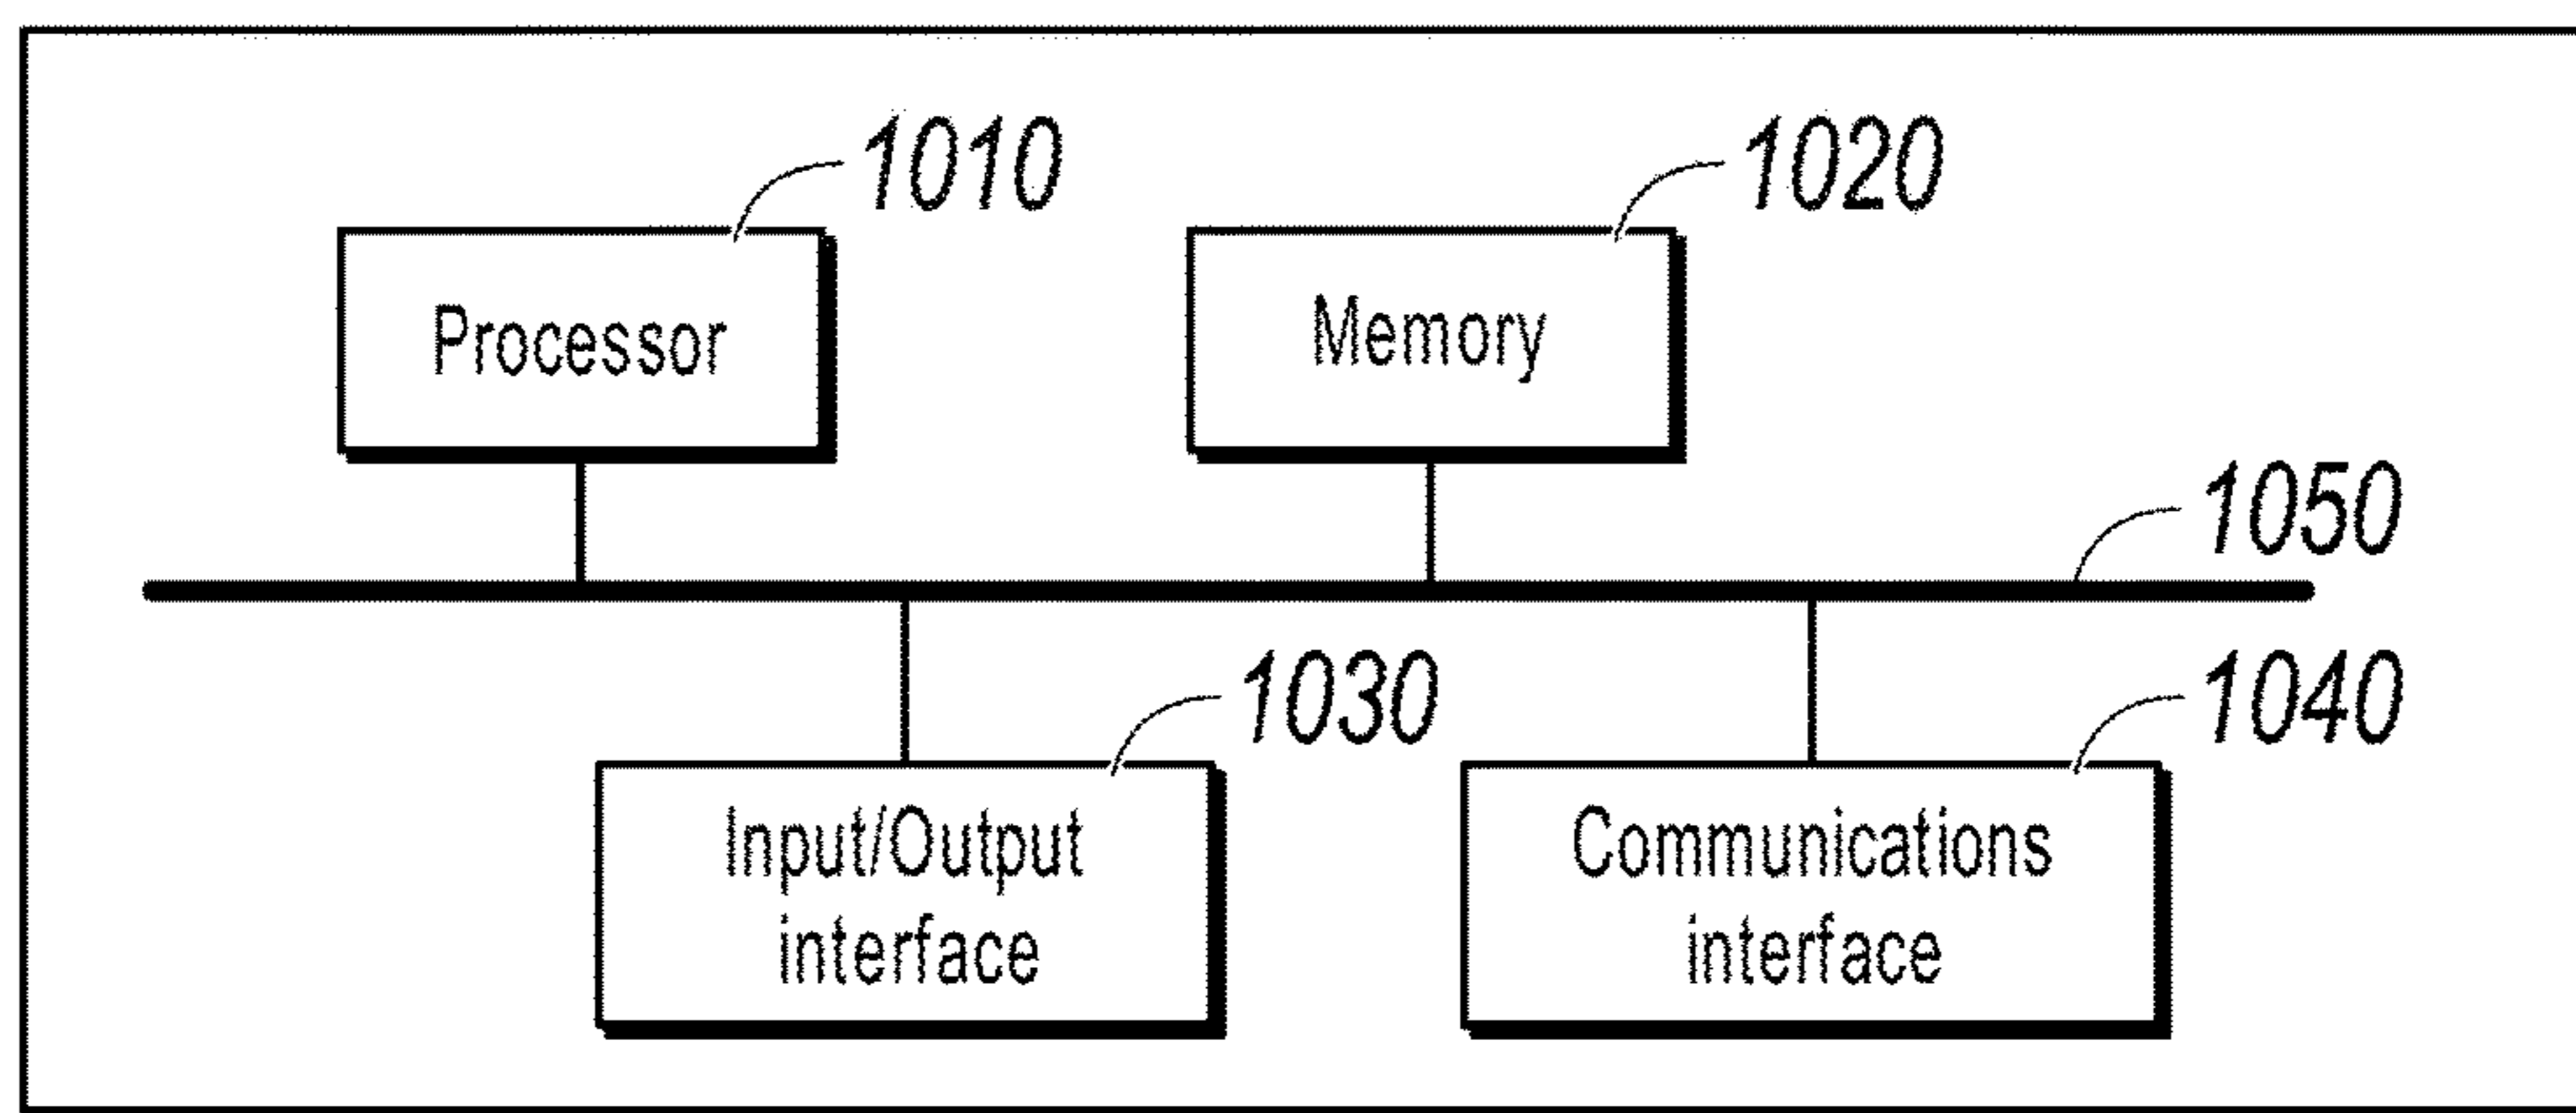 1010
1020
Processor
Memory
1050
1030
1040
Input/Output
interface
Communications
interface